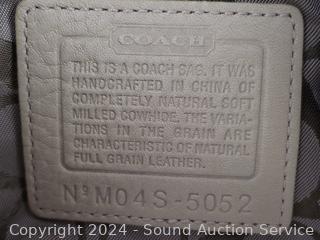 COACH
THIS IS A COACH BAG. IT WAS
HANDCRAFTED IN CHINA OF
COMPLETELY NATURAL SOFT
MILLED COWHIDE. THE VARIA-
TIONS IN THE GRAIN ARE
CHARACTERISTIC OF NATURAL
FULL GRAIN LEATHER.
Nº M04S-5052
Copyright 2024 - Sound Auction Service